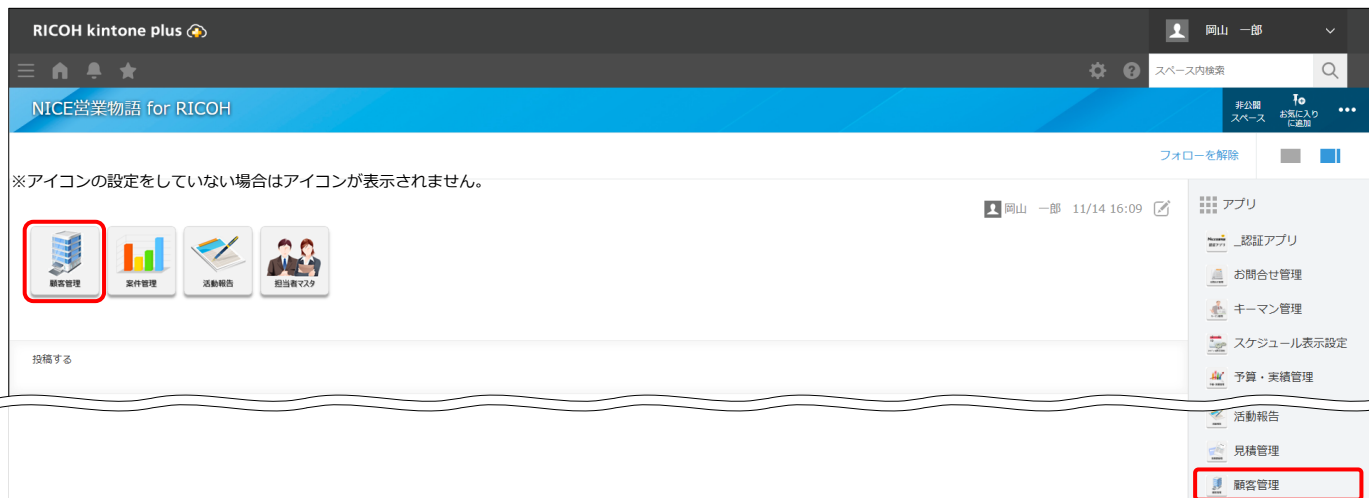 RICOH kintone plus
岡山 一郎
スペース内検索
NICE営業物語 for RICOH
非公開
スペース
お気に入り
に追加
フォローを解除
※アイコンの設定をしていない場合はアイコンが表示されません。
岡山 一郎 11/14 16:09
顧客管理
案件管理
活動報告
担当者マスタ
投稿する
アプリ
_認証アプリ
お問合せ管理
キーマン管理
スケジュール表示設定
予算・実績管理
活動報告
見積管理
顧客管理